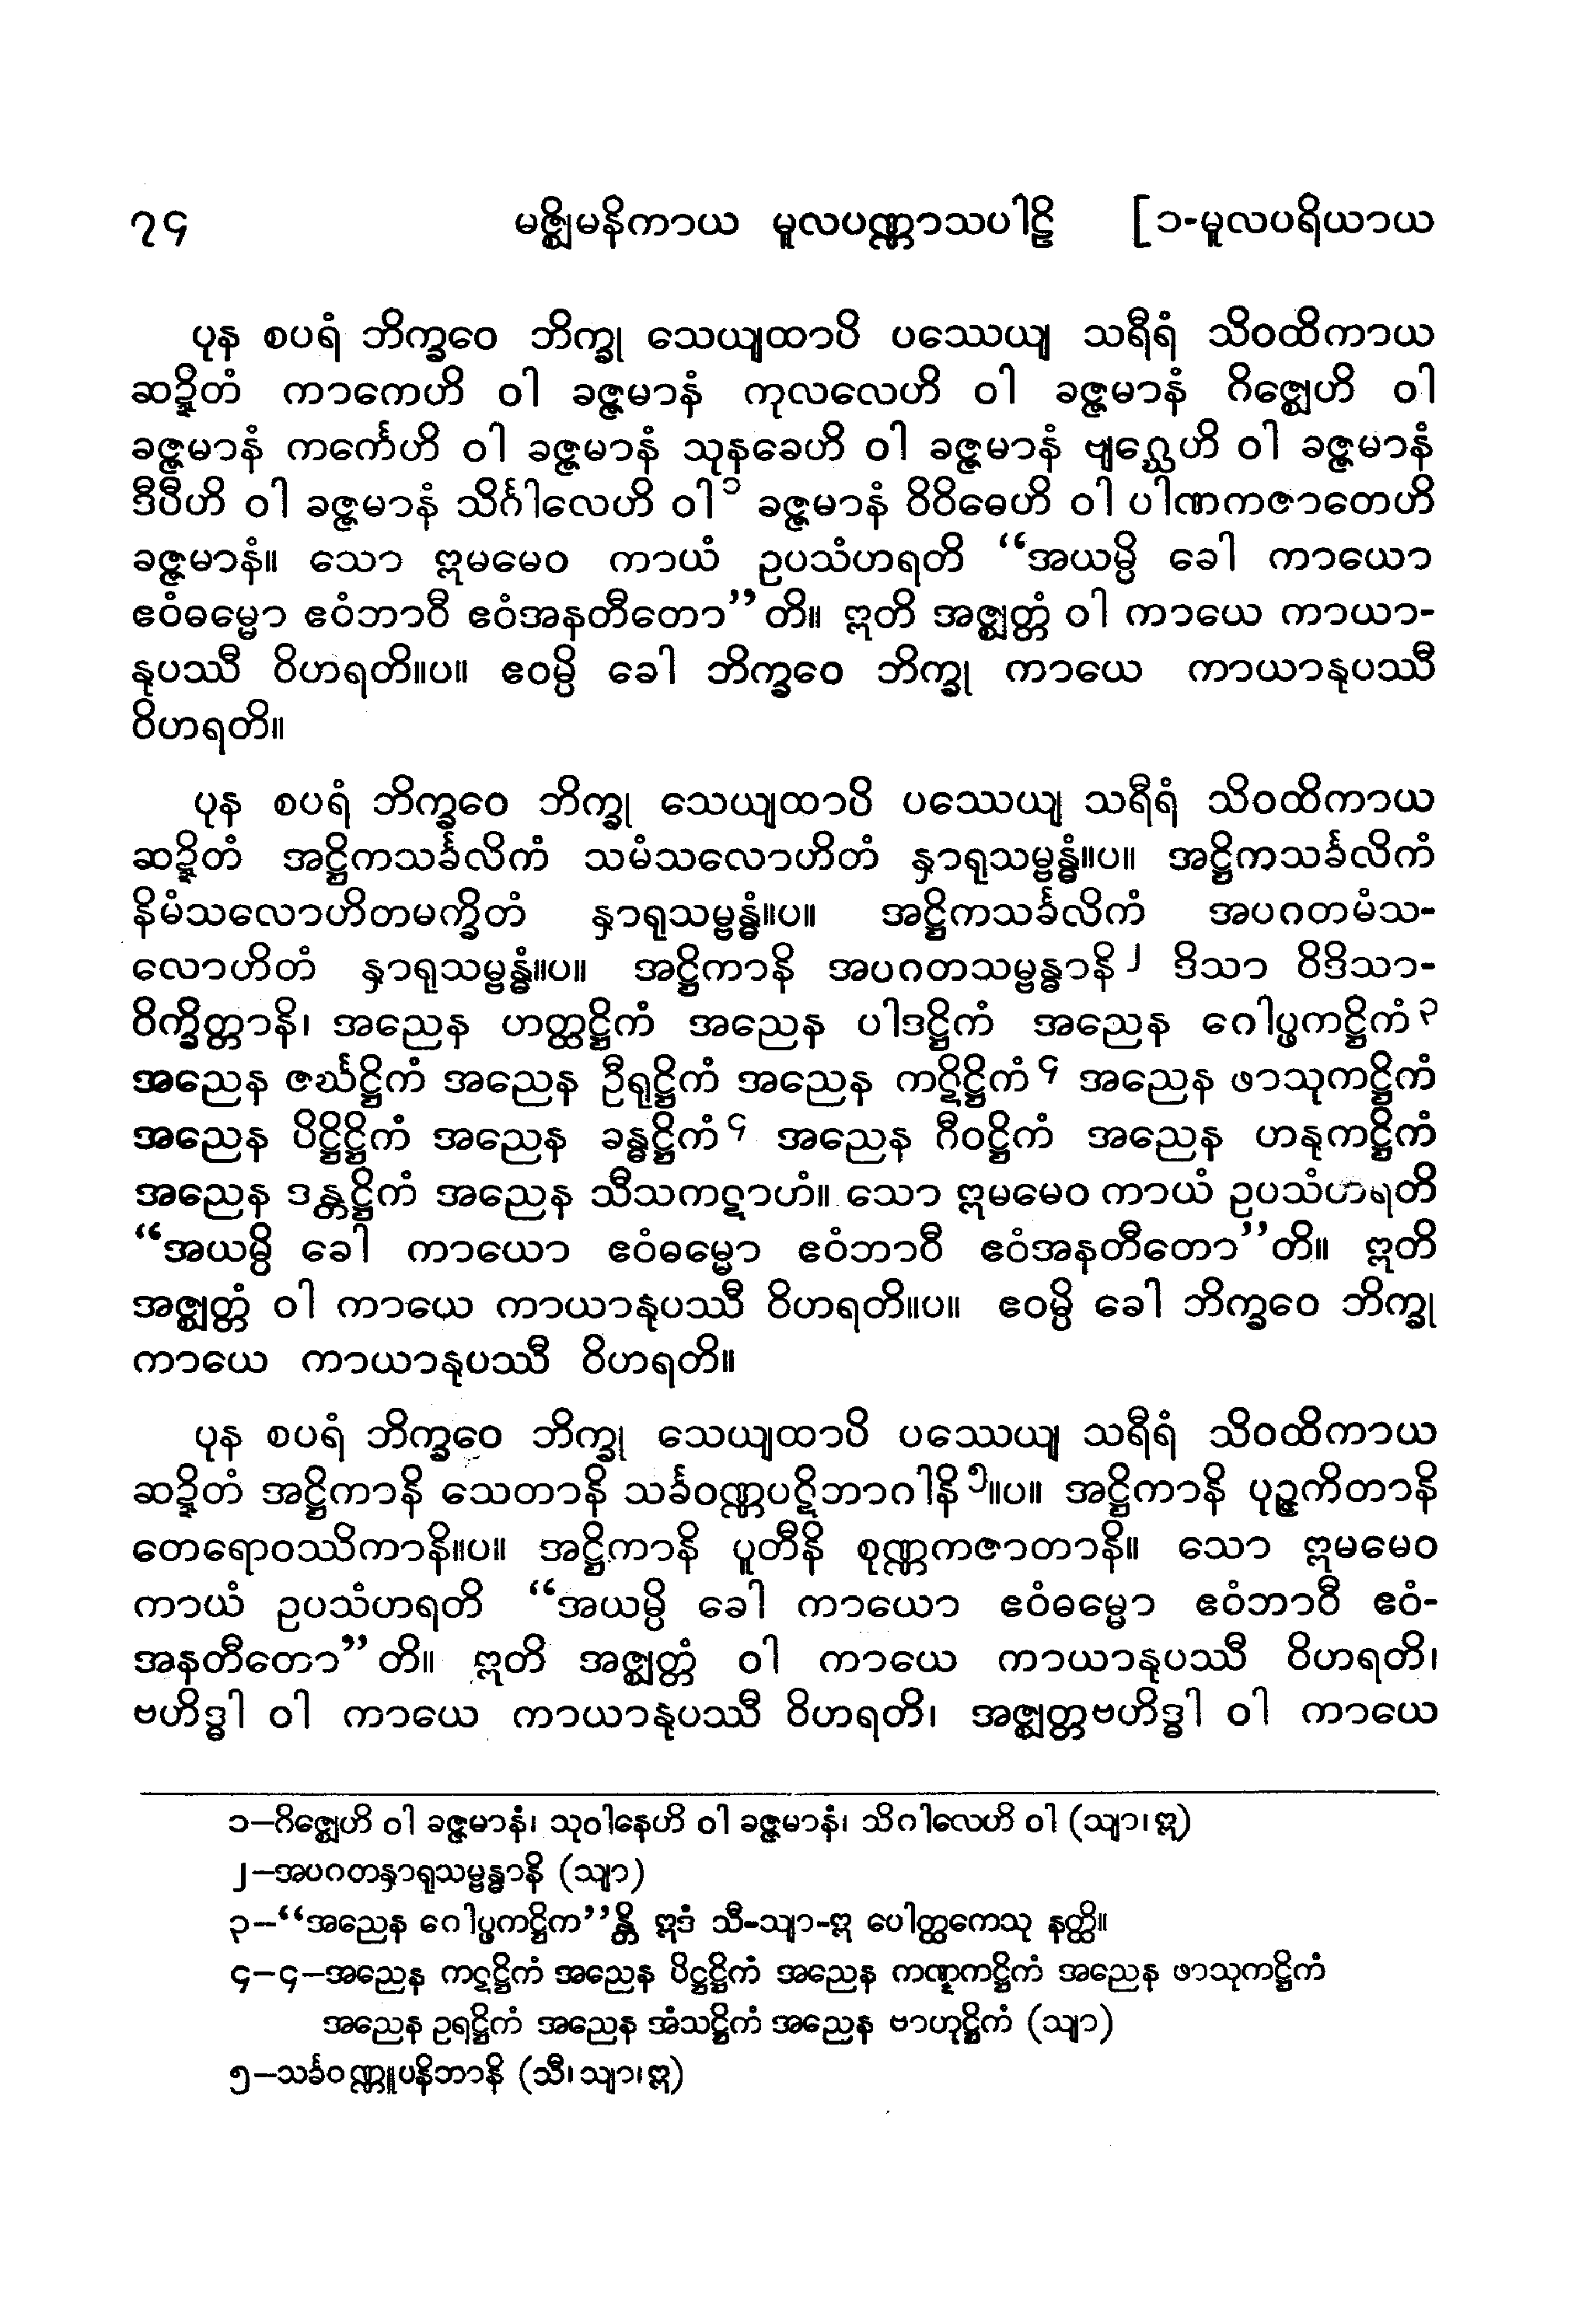 ၇၄ မဇ္ဈိမနိကာယ မူလပဏ္ဏာသပါဠိ [၁-မူလပရိယာယ
ပုန စပရံ ဘိက္ခဝေ ဘိက္ခု သေယျထာပိ ပဿေယျ သရီရံ သိဝထိကာယ
ဆဍ္ဍိတံ ကာကေဟိ ဝါ ခဇ္ဇမာနံ ကုလလေဟိ ဝါ ခဇ္ဇမာနံ ဂိဇ္ဈေဟိ ဝါ
ခဇ္ဇမာနံ ကင်္ကေဟိ ဝါ ခဇ္ဇမာနံ သုနခေဟိ ဝါ ခဇ္ဇမာနံ ဗျဂ္ဃေဟိ ဝါ ခဇ္ဇမာနံ
ဒီပီဟိ ဝါ ခဇ္ဇမာနံ သိင်္ဂါလေဟိ ဝါ ၁ ခဇ္ဇမာနံ ဝိဝိဓေဟိ ဝါ ပါဏကဇာတေဟိ
ခဇ္ဇမာနံ။ သော ဣမမေဝ ကာယံ ဥပသံဟရတိ “အယမ္ပိ ခေါ ကာယော
ဧဝံဓမ္မော ဧဝံဘာဝီ ဧဝံအနတီတော”တိ။ ဣတိ အဇ္ဈတ္တံ ဝါ ကာယေ ကာယာ-
နုပဿီ ဝိဟရတိ။ပ။ ဧဝမ္ပိ ခေါ ဘိက္ခဝေ ဘိက္ခု ကာယေ ကာယာနုပဿီ
ဝိဟရတိ။
ပုန စပရံ ဘိက္ခဝေ ဘိက္ခု သေယျထာပိ ပဿေယျ သရီရံ သိဝထိကာယ
ဆဍ္ဍိတံ အဋ္ဌိကသင်္ခလိကံ သမံသလောဟိတံ နှာရုသမ္ဗန္ဓံ။ပ။ အဋ္ဌိကသင်္ခလိကံ
နိမံသလောဟိတမက္ခိတံ နှာရုသမ္ဗန္ဓံ။ပ။ အဋ္ဌိကသင်္ခလိကံ အပဂတမံသ-
လောဟိတံ နှာရုသမ္ဗန္ဓံ။ပ။ အဋ္ဌိကာနိ အပဂတသမ္ဗန္ဓာနိ ၂ ဒိသာ ဝိဒိသာ-
ဝိက္ခိတ္တာနိ၊ အညေန ဟတ္ထဋ္ဌိကံ အညေန ပါဒဋ္ဌိကံ အညေန ဂေါပ္ဖကဋ္ဌိကံ ၃
အညေန ဇင်္ဃဋ္ဌိကံ အညေန ဦရုဋ္ဌိကံ အညေန ကဋိဋ္ဌိကံ ၄ အညေန ဖာသုကဋ္ဌိကံ
အညေန ပိဋ္ဌိဋ္ဌိကံ အညေန ခန္ဓဋ္ဌိကံ ၄ အညေန ဂီဝဋ္ဌိကံ အညေန ဟနုကဋ္ဌိကံ
အညေန ဒန္တဋ္ဌိကံ အညေန သီသကဋာဟံ။ သော ဣမမေဝ ကာယံ ဥပသံဟရတိ
“အယမ္ပိ ခေါ ကာယော ဧဝံဓမ္မော ဧဝံဘာဝီ ဧဝံအနတီတော”တိ။ ဣတိ
အဇ္ဈတ္တံ ဝါ ကာယေ ကာယာနုပဿီ ဝိဟရတိ။ပ။ ဧဝမ္ပိ ခေါ ဘိက္ခဝေ ဘိက္ခု
ကာယေ ကာယာနုပဿီ ဝိဟရတိ။
ပုန စပရံ ဘိက္ခဝေ ဘိက္ခု သေယျထာပိ ပဿေယျ သရီရံ သိဝထိကာယ
ဆဍ္ဍိတံ အဋ္ဌိကာနိ သေတာနိ သင်္ခဝဏ္ဏပဋိဘာဂါနိ ၅။ပ။ အဋ္ဌိကာနိ ပုဉ္ဇကိတာနိ
တေရောဝဿိကာနိ။ပ။ အဋ္ဌိကာနိ ပူတီနိ စုဏ္ဏကဇာတာနိ။ သော ဣမမေဝ
ကာယံ ဥပသံဟရတိ “အယမ္ပိ ခေါ ကာယော ဧဝံဓမ္မော ဧဝံဘာဝီ ဧဝံ-
အနတီတော”တိ။ ဣတိ အဇ္ဈတ္တံ ဝါ ကာယေ ကာယာနုပဿီ ဝိဟရတိ၊
ဗဟိဒ္ဓါ ဝါ ကာယေ ကာယာနုပဿီ ဝိဟရတိ၊ အဇ္ဈတ္တဗဟိဒ္ဓါ ဝါ ကာယေ
၁–ဂိဇ္ဈေဟိ ဝါ ခဇ္ဇမာနံ၊ သုဝါနေဟိ ဝါ ခဇ္ဇမာနံ၊ သိဂါလေဟိ ဝါ (သျာ၊ဣ)
၂–အပဂတနှာရုသမ္ဗန္ဓာနိ (သျာ)
၃–“အညေန ဂေါပ္ဖကဋ္ဌိက”န္တိ ဣဒံ သီ-သျာ-ဣ ပေါတ္ထကေသု နတ္ထိ။
၄–၄–အညေန ကဋဋ္ဌိကံ အညေန ပိဋ္ဌဋ္ဌိကံ အညေန ကဏ္ဋကဋ္ဌိကံ အညေန ဖာသုကဋ္ဌိကံ
အညေန ဥရဋ္ဌိကံ အညေန အံသဋ္ဌိကံ အညေန ဗာဟုဋ္ဌိကံ (သျာ)
၅–သင်္ခဝဏ္ဏူပနိဘာနိ (သီ၊သျာ၊ဣ)